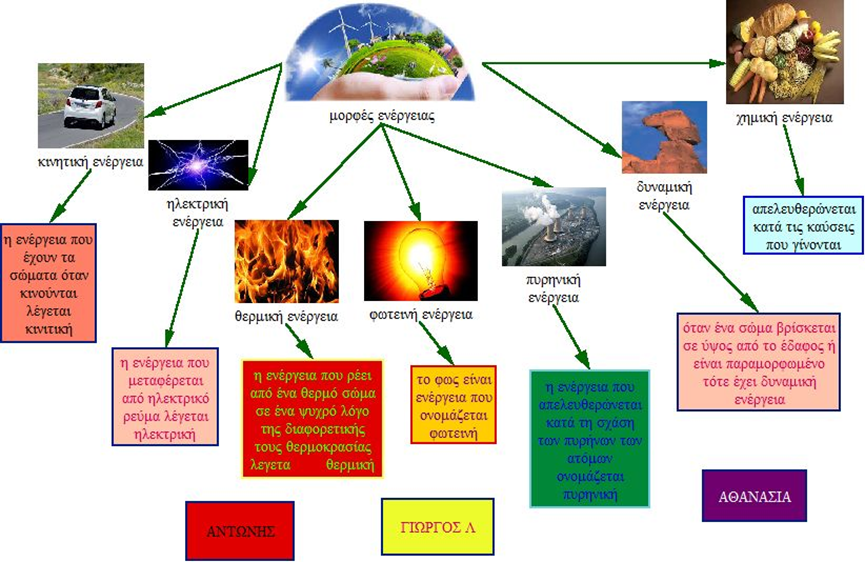 μορφές ενέργειας
κινητική ενέργεια
η ενέργεια που
έχουν τα
σώματα όταν
κινούνται
λέγεται
κινιτική
ηλεκτρική
ενέργεια
η ενέργεια που
μεταφέρεται
από ηλεκτρικό
ρεύμα λέγεται
ηλεκτρική
θερμική ενέργεια
η ενέργεια που ρέει
από ένα θερμό σώμα
σε ένα ψυχρό λόγο
της διαφορετικής
τους θερμοκρασίας
λεγετα θερμική
φωτεινή ενέργεια
το φως είναι
ενέργεια που
ονομάζεται
φωτεινή
πυρηνική
ενέργεια
η ενέργεια που
απελευθερώνεται
κατά τη σχάση
των πυρήνων των
ατόμων
ονομάζεται
πυρηνική
δυναμική
ενέργεια
όταν ένα σώμα βρίσκεται
σε ύψος από το έδαφος ή
είναι παραμορφωμένο
τότε έχει δυναμική
ενέργεια
χημική ενέργεια
απελευθερώνεται
κατά τις καύσεις
που γίνονται
ΑΝΤΩΝΗΣ
ΓΙΩΡΓΟΣ Λ
ΑΘΑΝΑΣΙΑ